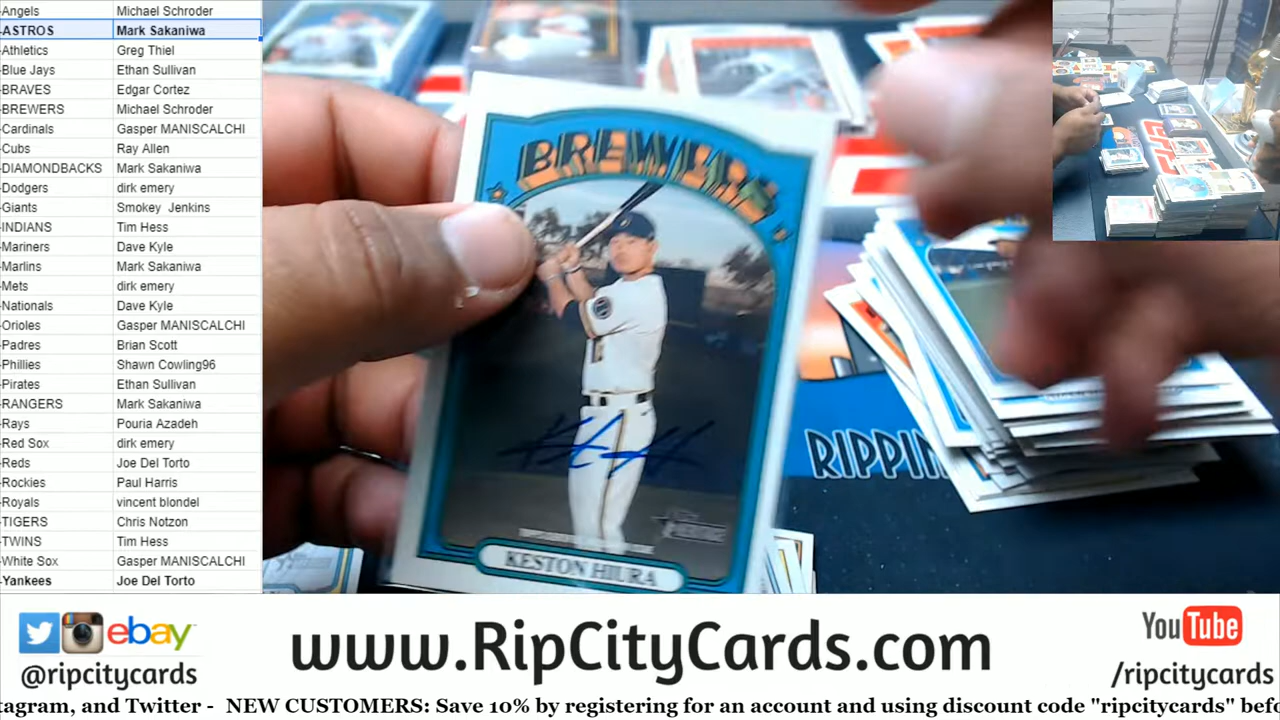 -Angels Michael Schroder
-ASTROS Mark Sakaniwa
-Athletics Greg Thiel
-Blue Jays Ethan Sullivan
-BRAVES Edgar Cortez
-BREWERS Michael Schroder
-Cardinals Gasper MANISCALCHI
-Cubs Ray Allen
-DIAMONDBACKS Mark Sakaniwa
-Dodgers dirk emery
-Giants Smokey Jenkins
-INDIANS Tim Hess
-Mariners Dave Kyle
-Marlins Mark Sakaniwa
-Mets dirk emery
-Nationals Dave Kyle
-Orioles Gasper MANISCALCHI
-Padres Brian Scott
-Phillies Shawn Cowling96
-Pirates Ethan Sullivan
-RANGERS Mark Sakaniwa
-Rays Pouria Azadeh
-Red Sox dirk emery
-Reds Joe Del Torto
-Rockies Paul Harris
-Royals vincent blondel
-TIGERS Chris Notzon
-TWINS Tim Hess
-White Sox Gasper MANISCALCHI
-Yankees Joe Del Torto
BREWERS
KESTON HIURA
RIPPIN
ebay
@ripcitycards
www.RipCityCards.com
YouTube
/ripcitycards
tagram, and Twitter - NEW CUSTOMERS: Save 10% by registering for an account and using discount code "ripcitycards" befo